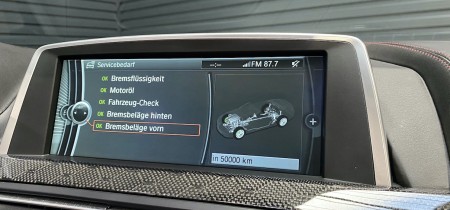 Servicebedarf
--:-- FM 87.7
OK Bremsflüssigkeit
OK Motoröl
OK Fahrzeug-Check
OK Bremsbeläge hinten
OK Bremsbeläge vorn
+
in 50000 km